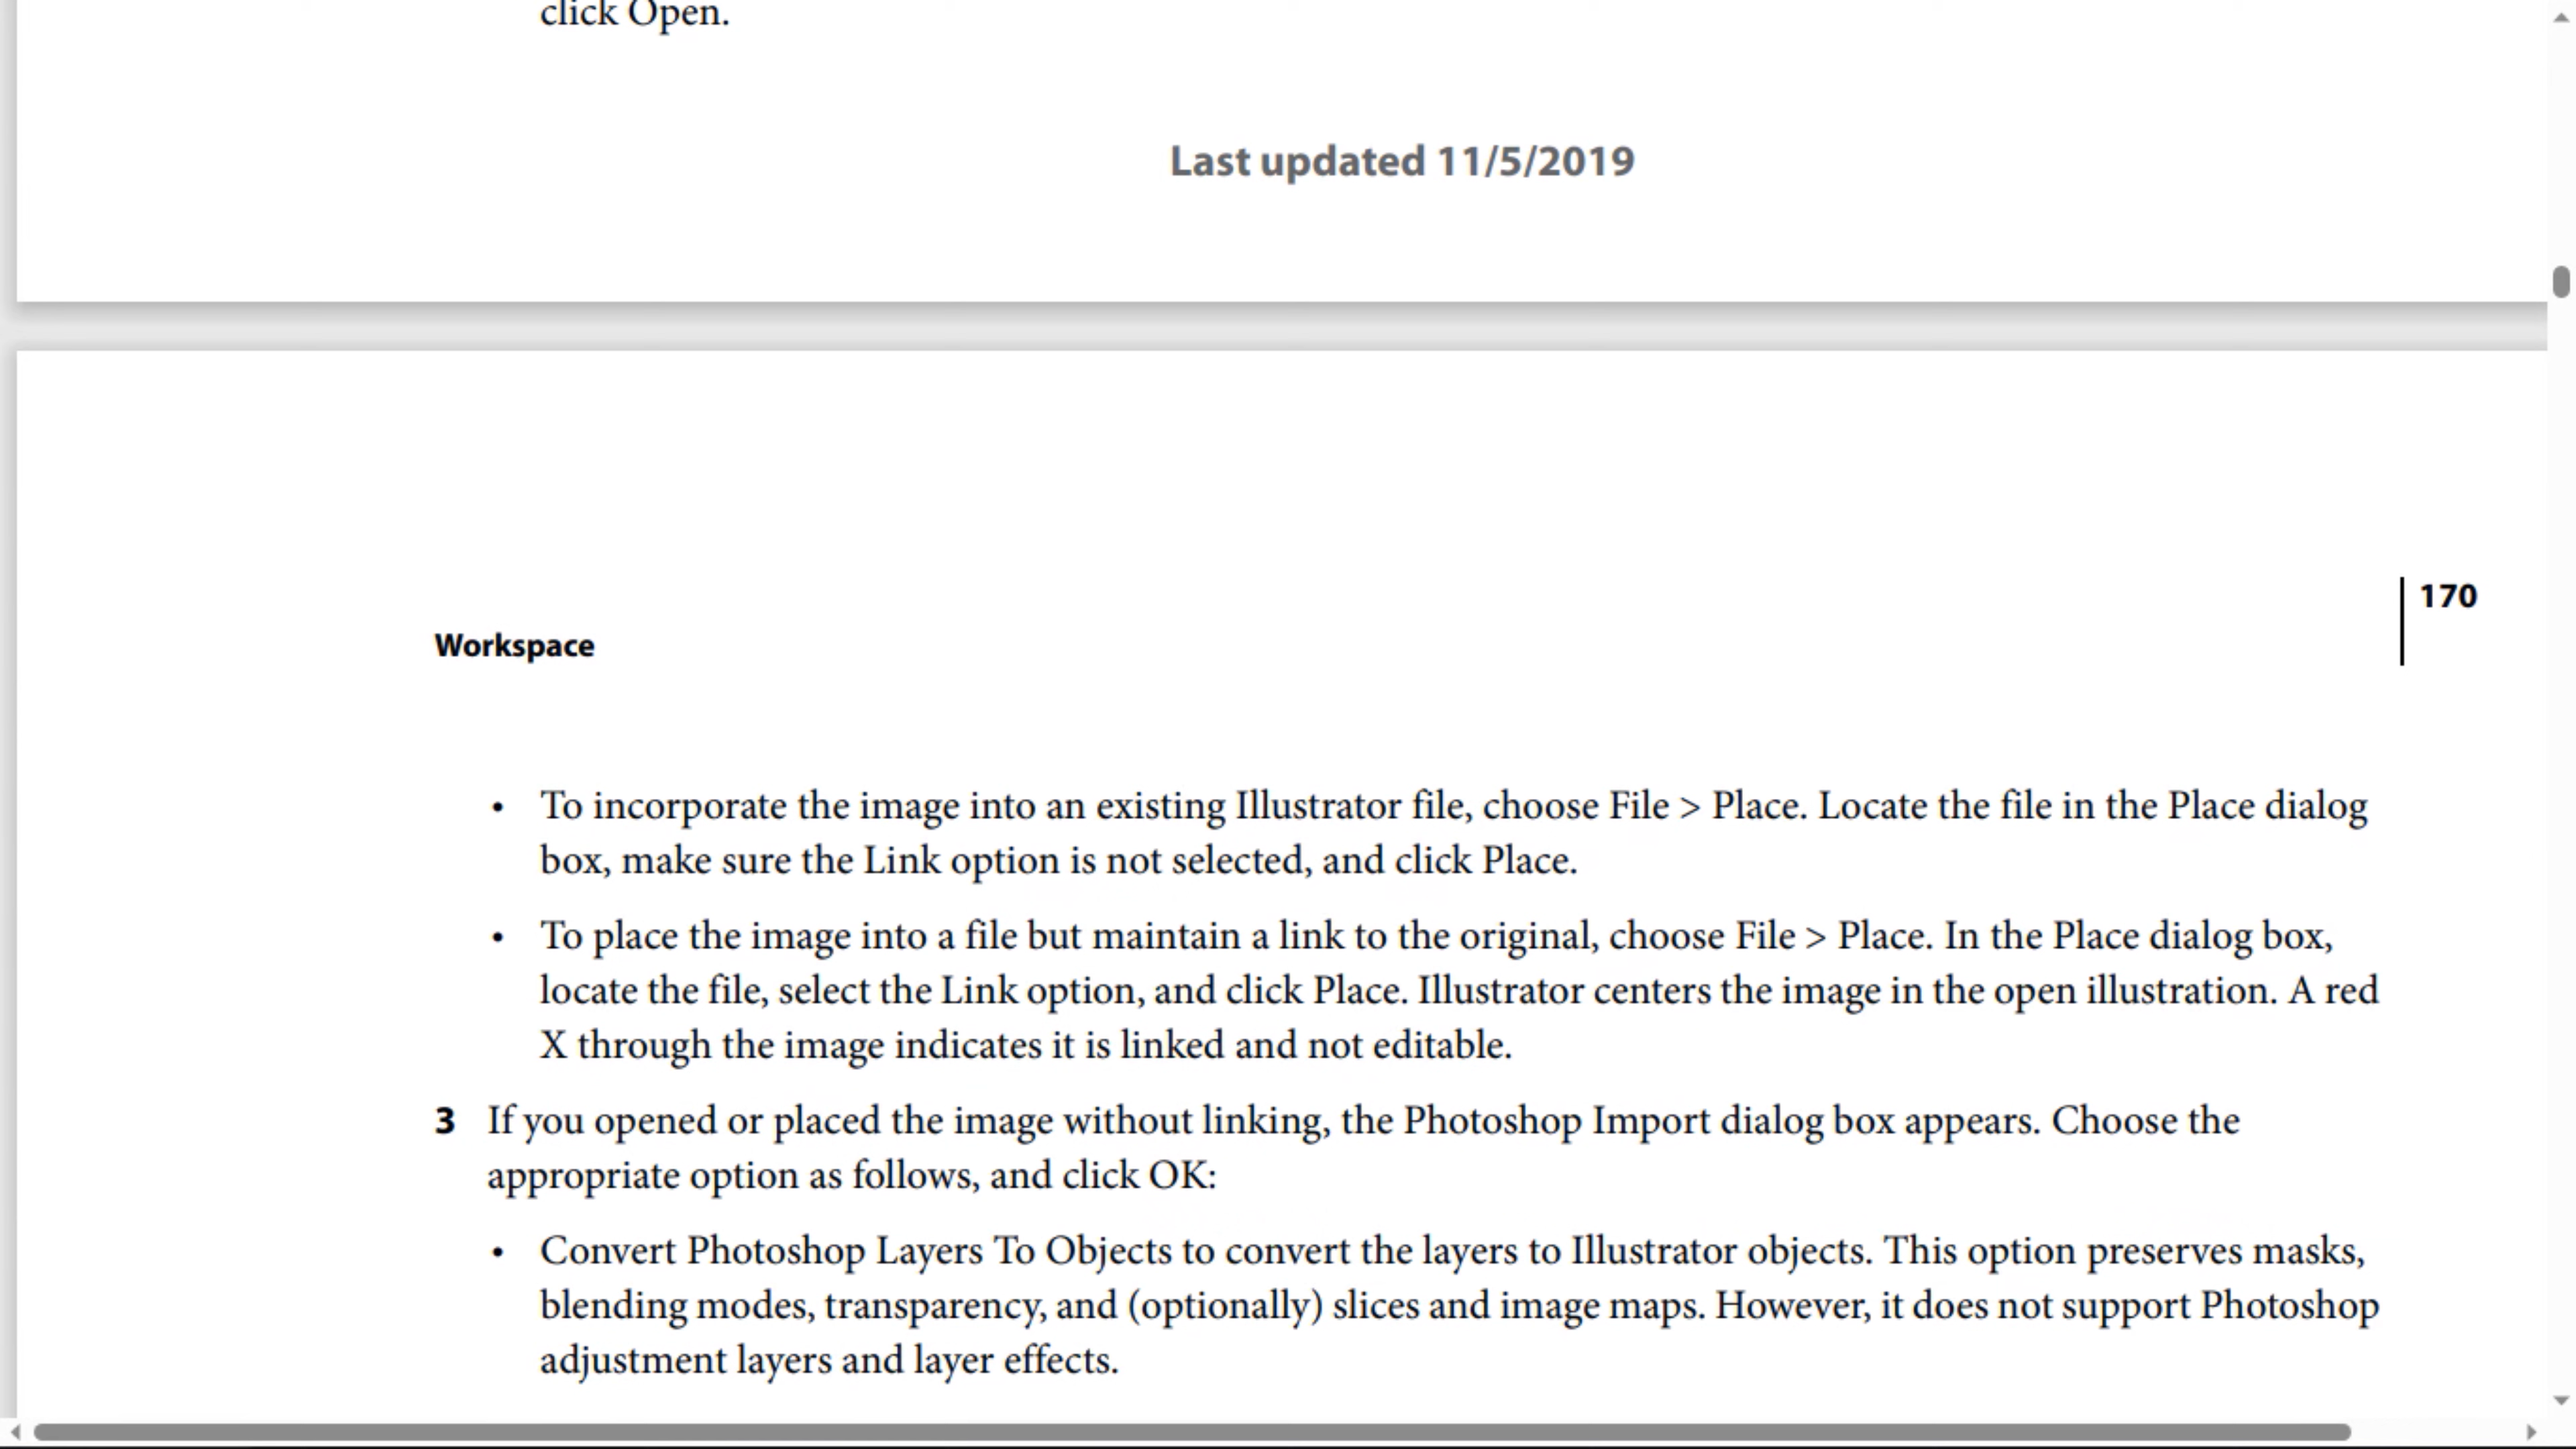 click Open.
Last updated 11/5/2019
170
Workspace
• To incorporate the image into an existing Illustrator file, choose File > Place. Locate the file in the Place dialog
box, make sure the Link option is not selected, and click Place.
• To place the image into a file but maintain a link to the original, choose File > Place. In the Place dialog box,
locate the file, select the Link option, and click Place. Illustrator centers the image in the open illustration. A red
X through the image indicates it is linked and not editable.
3 If you opened or placed the image without linking, the Photoshop Import dialog box appears. Choose the
appropriate option as follows, and click OK:
• Convert Photoshop Layers To Objects to convert the layers to Illustrator objects. This option preserves masks,
blending modes, transparency, and (optionally) slices and image maps. However, it does not support Photoshop
adjustment layers and layer effects.